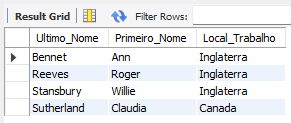 Result Grid Filter Rows:
Ultimo_Nome Primeiro_Nome Local_Trabalho
Bennet Ann Inglaterra
Reeves Roger Inglaterra
Stansbury Willie Inglaterra
Sutherland Claudia Canada